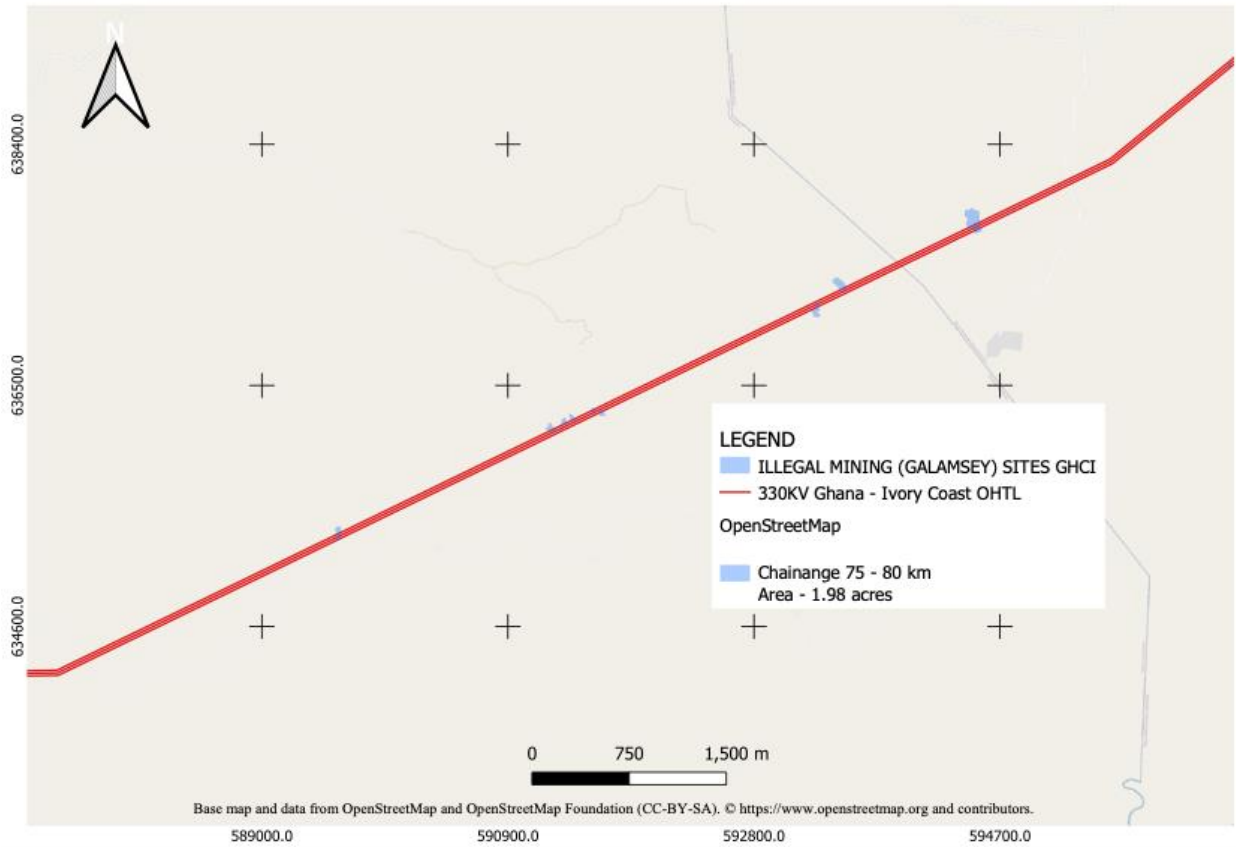 N
638400.0
636500.0
634600.0
LEGEND
ILLEGAL MINING (GALAMSEY) SITES GHCI
330KV Ghana - Ivory Coast OHTL
OpenStreetMap
Chainange 75 - 80 km
Area - 1.98 acres
0 750 1,500 m
Base map and data from OpenStreetMap and OpenStreetMap Foundation (CC-BY-SA). © https://www.openstreetmap.org and contributors.
589000.0 590900.0 592800.0 594700.0